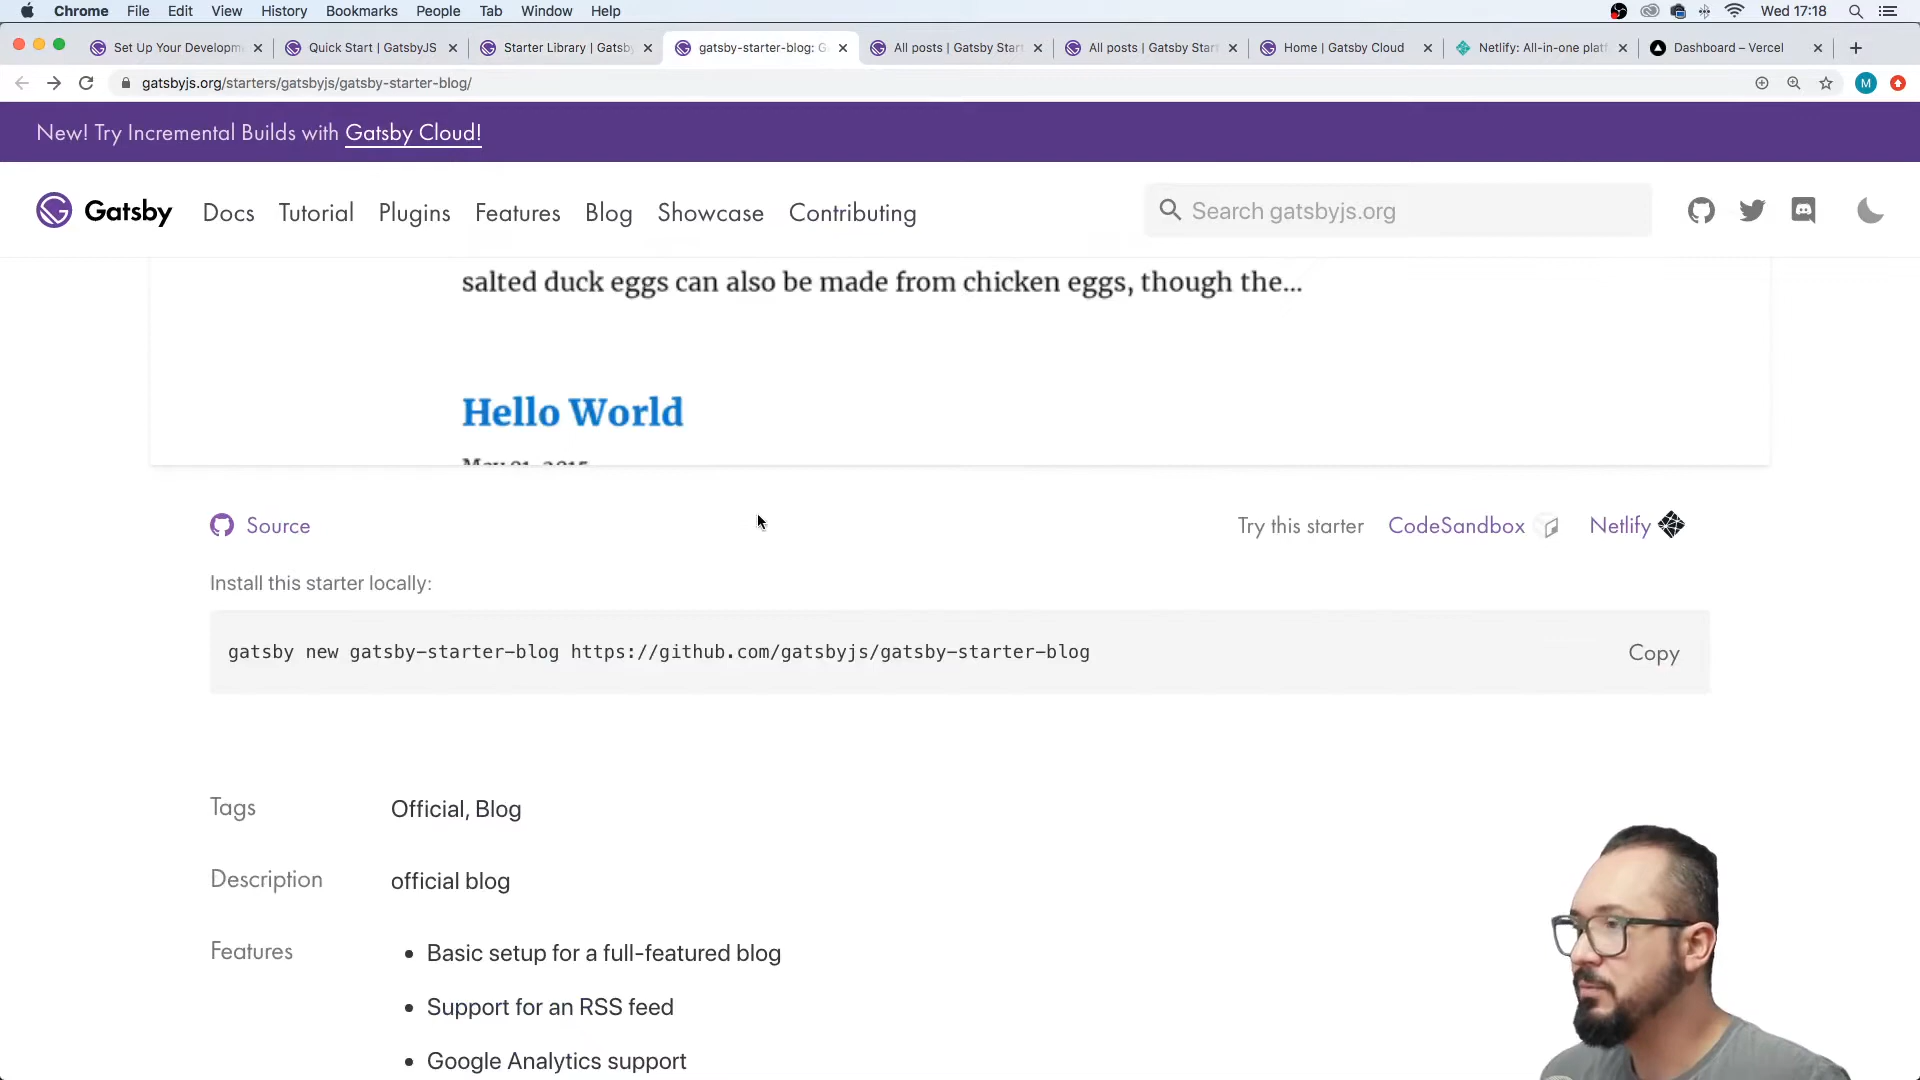 Chrome File Edit View History Bookmarks People Tab Window Help Wed 17:18
Set Up Your Developm Quick Start | GatsbyJS Starter Library | Gatsby gatsby-starter-blog: G All posts | Gatsby Star All posts | Gatsby Star Home | Gatsby Cloud Netlify: All-in-one platf Dashboard – Vercel
gatsbyjs.org/starters/gatsbyjs/gatsby-starter-blog/ M
New! Try Incremental Builds with Gatsby Cloud!
Gatsby Docs Tutorial Plugins Features Blog Showcase Contributing Search gatsbyjs.org
salted duck eggs can also be made from chicken eggs, though the...
Hello World
May 01, 2015
Source Try this starter CodeSandbox Netlify
Install this starter locally:
gatsby new gatsby-starter-blog https://github.com/gatsbyjs/gatsby-starter-blog Copy
Tags Official, Blog
Description official blog
Features • Basic setup for a full-featured blog
• Support for an RSS feed
• Google Analytics support